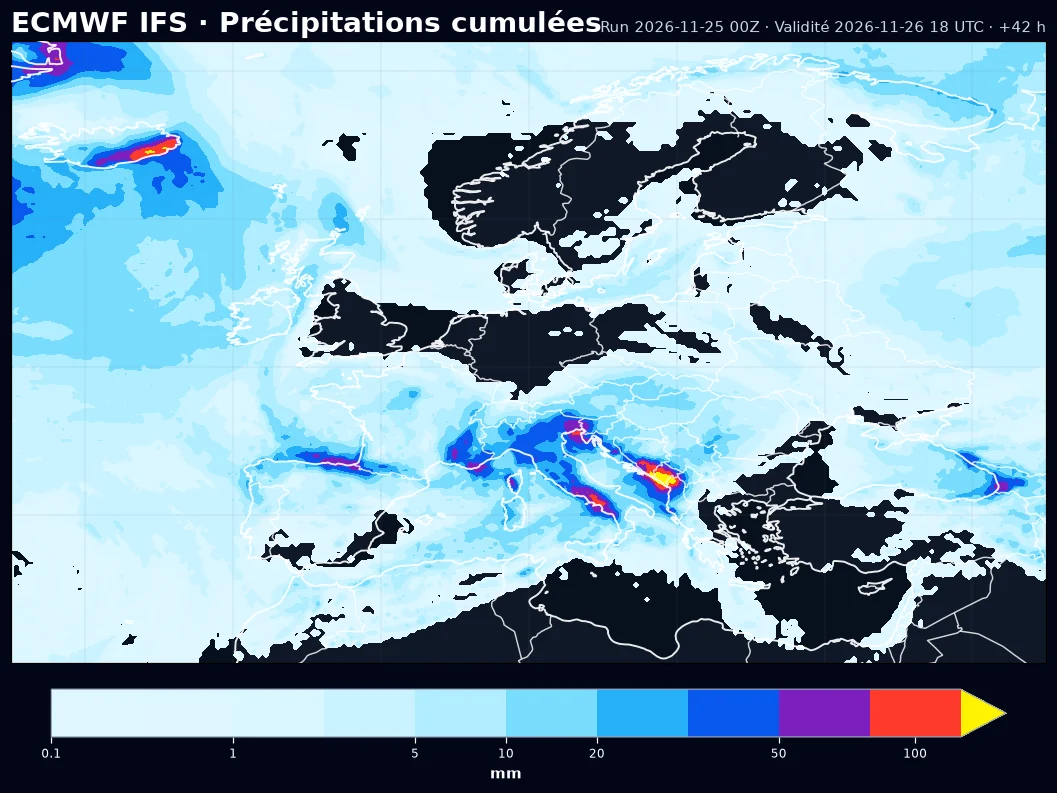 ECMWF IFS · Précipitations cumulées
Run 2026-11-25 00Z · Validité 2026-11-26 18 UTC · +42 h
0.1 1 5 10 20 50 100
mm